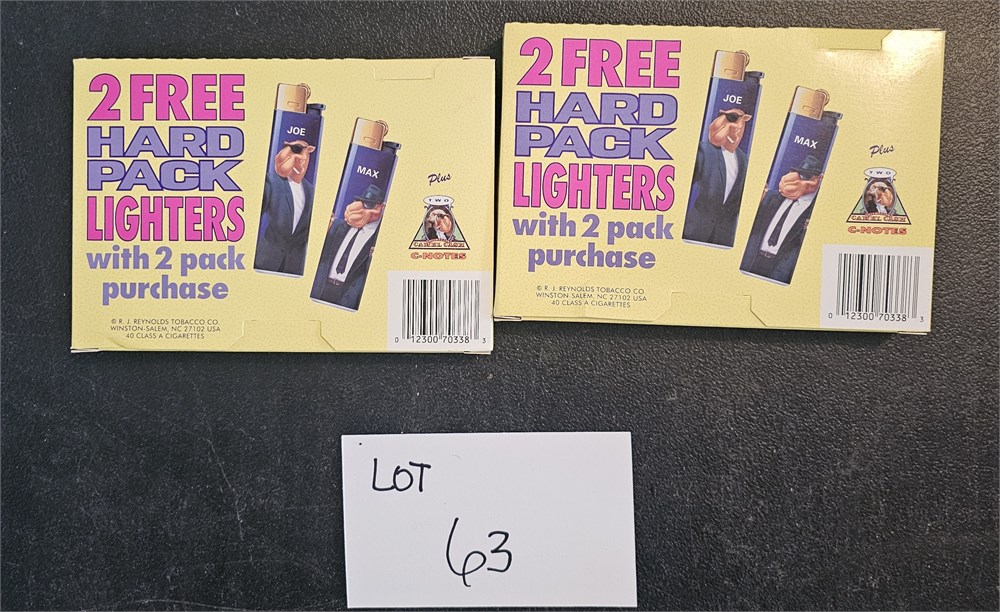 2 FREE
HARD
PACK
LIGHTERS
with 2 pack
purchase
JOE
MAX
Plus
TWO
CAMEL CASH
C-NOTES
© R. J. REYNOLDS TOBACCO CO.
WINSTON-SALEM, NC 27102 USA
40 CLASS A CIGARETTES
0 12300 70338 3
2 FREE
HARD
PACK
LIGHTERS
with 2 pack
purchase
JOE
MAX
Plus
TWO
CAMEL CASH
C-NOTES
© R. J. REYNOLDS TOBACCO CO.
WINSTON-SALEM, NC 27102 USA
40 CLASS A CIGARETTES
0 12300 70338 3
LOT
63